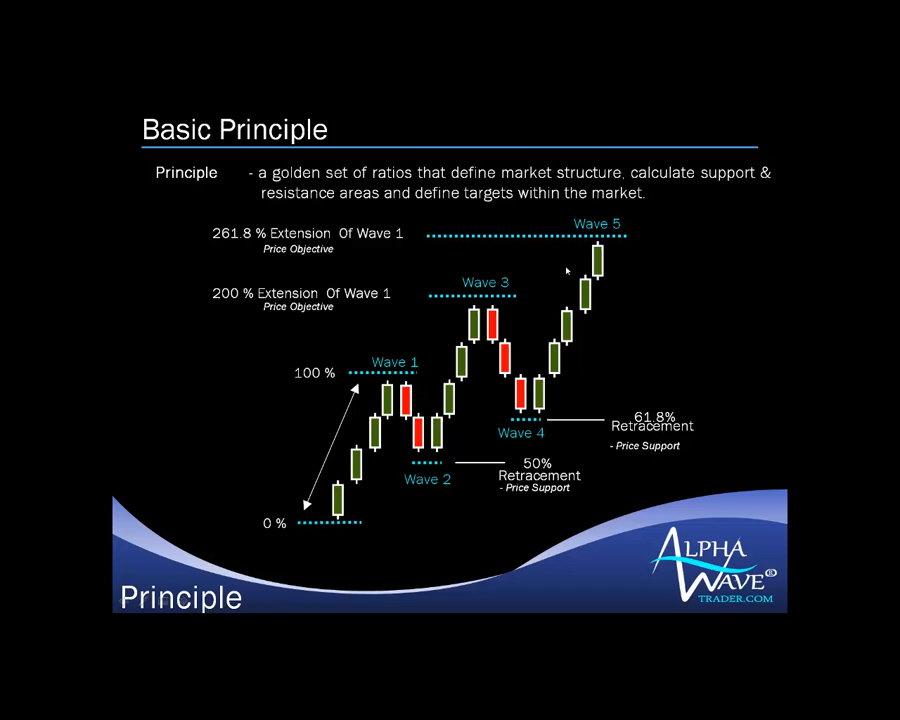 Basic Principle
Principle - a golden set of ratios that define market structure, calculate support &
resistance areas and define targets within the market.
Wave 5
261.8 % Extension Of Wave 1
Price Objective
Wave 3
200 % Extension Of Wave 1
Price Objective
Wave 1
100 %
61.8%
Retracement
- Price Support
Wave 4
50%
Retracement
- Price Support
Wave 2
0 %
ALPHA
WAVE ®
TRADER.COM
Principle